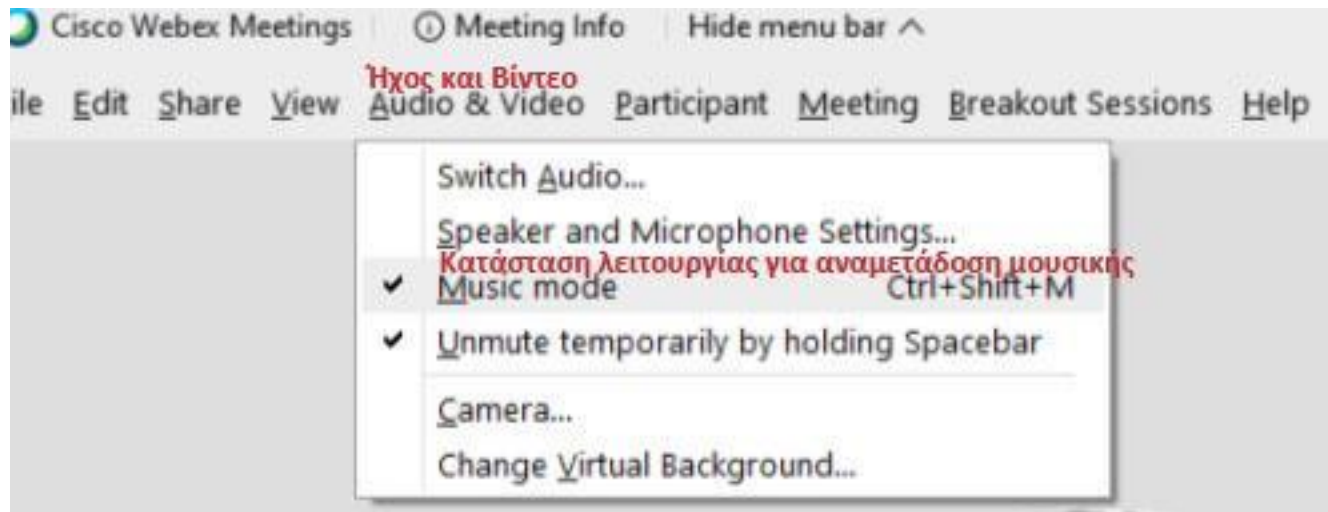 Cisco Webex Meetings Meeting Info Hide menu bar
Ήχος και Βίντεο
ile Edit Share View Audio & Video Participant Meeting Breakout Sessions Help
Switch Audio...
Speaker and Microphone Settings...
Κατάσταση λειτουργίας για αναμετάδοση μουσικής
Music mode Ctrl+Shift+M
Unmute temporarily by holding Spacebar
Camera...
Change Virtual Background...